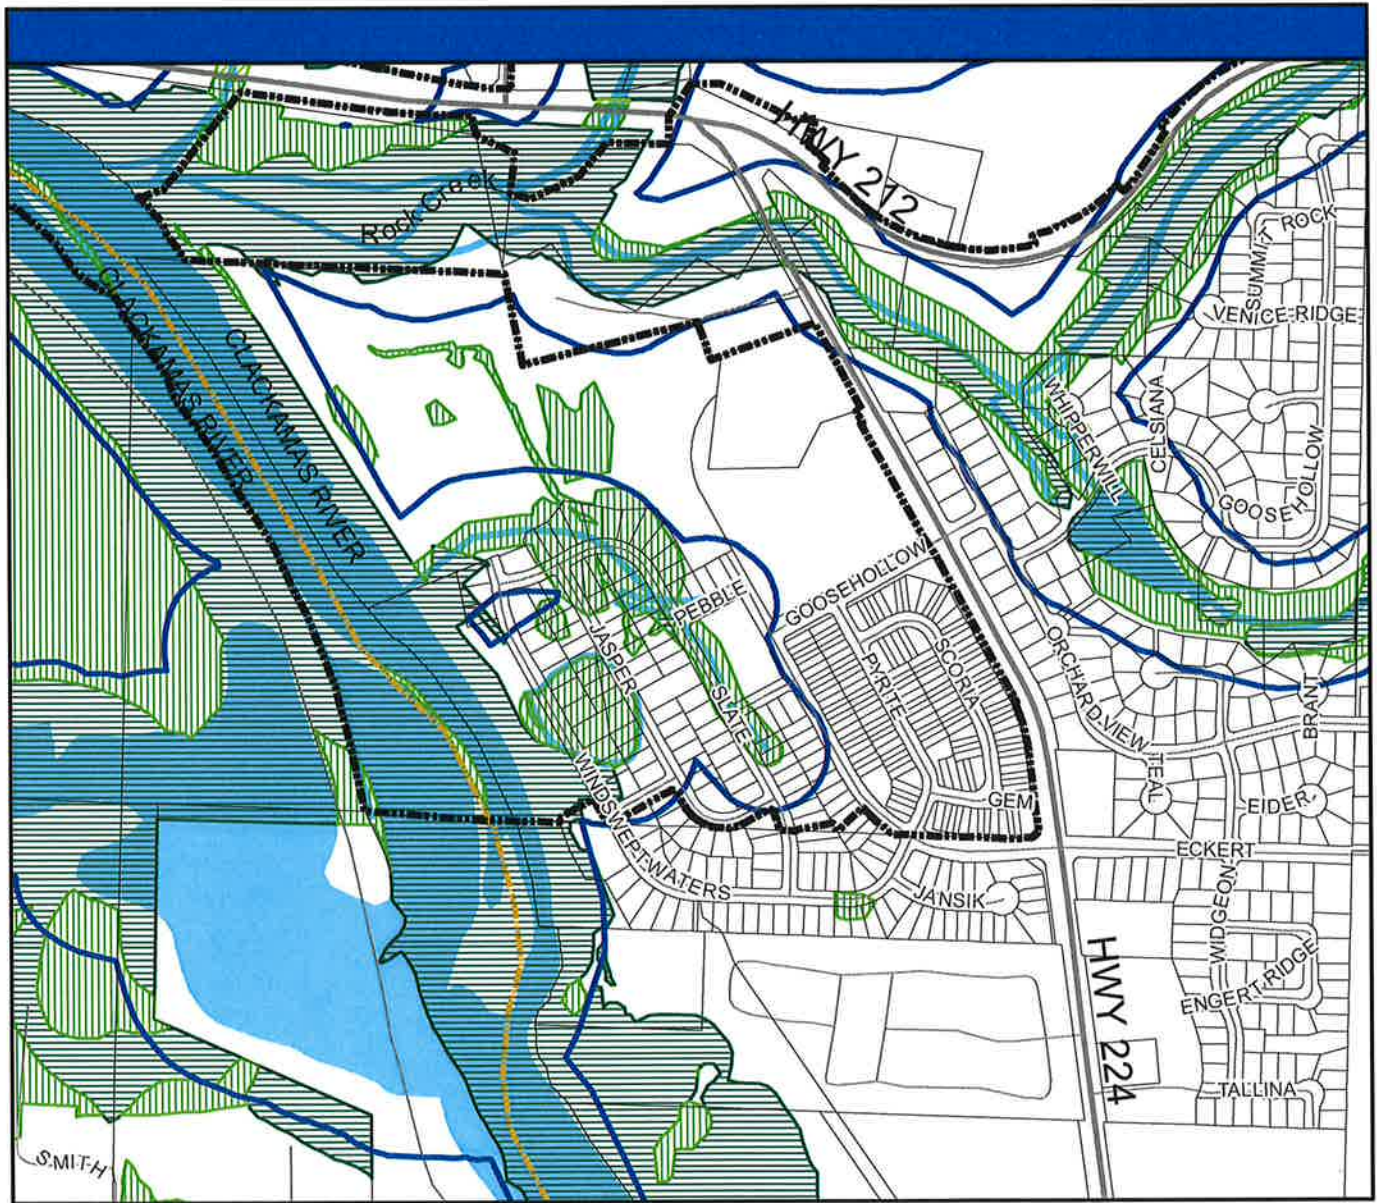 HWY 212
Rock Creek
ROCK
SUMMIT
VENICE RIDGE
CLACKAMAS RIVER
CLACKAMAS RIVER
WHIPPERWILL
CELSIANA
GOOSEHOLLOW
GOOSEHOLLOW
PEBBLE
JASPER
SLATE
PYRITE
SCORIA
ORCHARD VIEW
BRANT
TEAL
EIDER
GEM
WINDSWEPT WATERS
ECKERT
JANSIK
WIDGEON
ENGERT RIDGE
HWY 224
TALLINA
SMITH